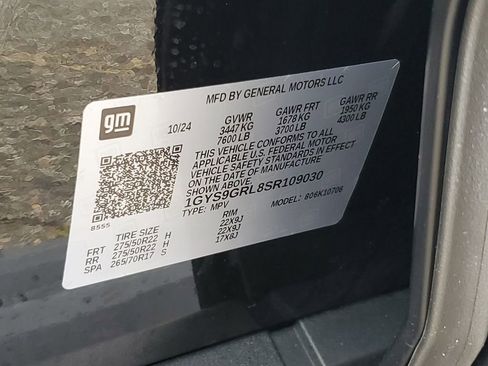 MFD BY GENERAL MOTORS LLC
gm
10/24
GVWR GAWR FRT GAWR RR
3447 KG 1678 KG 1950 KG
7600 LB 3700 LB 4300 LB
THIS VEHICLE CONFORMS TO ALL
APPLICABLE U.S. FEDERAL MOTOR
VEHICLE SAFETY STANDARDS IN EFFECT
ON THE DATE OF MANUFACTURE
1GYS9GRL8SR109030
8555
TYPE: MPV MODEL: 606K10706
TIRE SIZE RIM
FRT 275/50R22 H 22X9J
RR 275/50R22 H 22X9J
SPA 265/70R17 S 17X8J